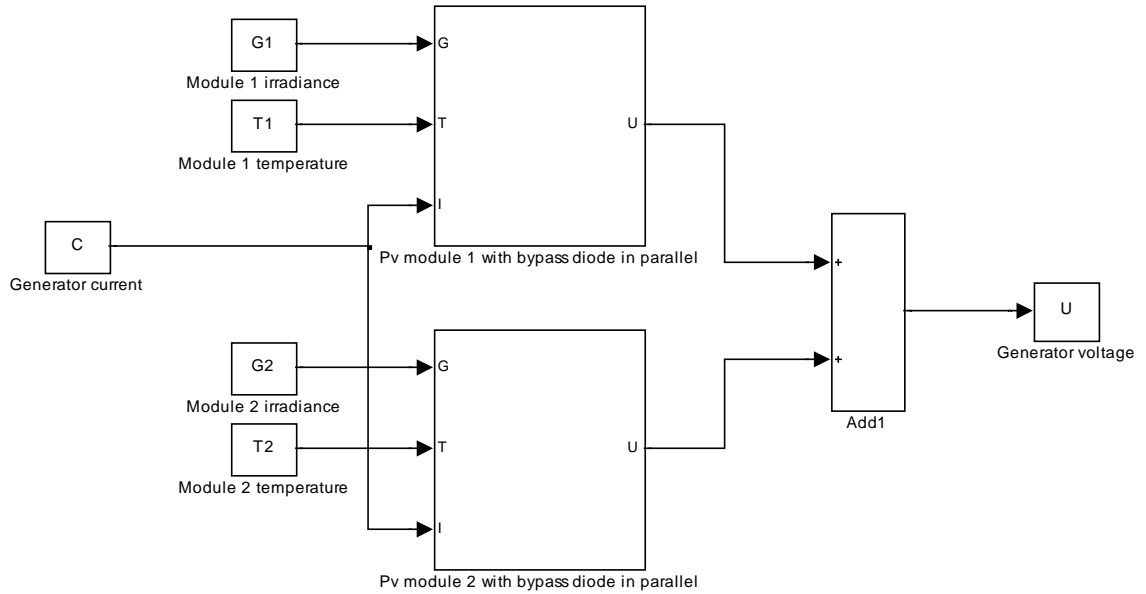 G1
G
Module 1 irradiance
T1
T
U
Module 1 temperature
I
C
Pv module 1 with bypass diode in parallel
+
Generator current
U
Generator voltage
G2
G
+
Module 2 irradiance
Add1
T2
T
U
Module 2 temperature
I
Pv module 2 with bypass diode in parallel